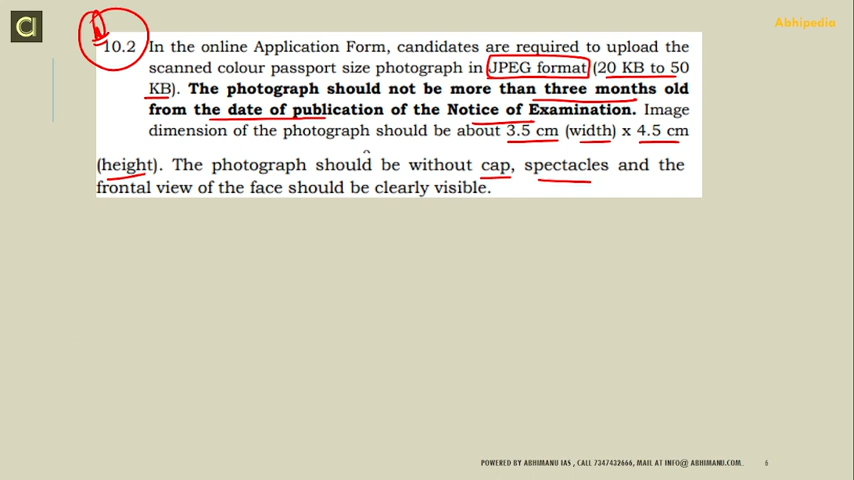 Abhipedia
10.2 In the online Application Form, candidates are required to upload the
scanned colour passport size photograph in JPEG format (20 KB to 50
KB). The photograph should not be more than three months old
from the date of publication of the Notice of Examination. Image
dimension of the photograph should be about 3.5 cm (width) x 4.5 cm
(height). The photograph should be without cap, spectacles and the
frontal view of the face should be clearly visible.
POWERED BY ABHIMANU IAS , CALL 7347432666, MAIL AT INFO@ ABHIMANU.COM..
6